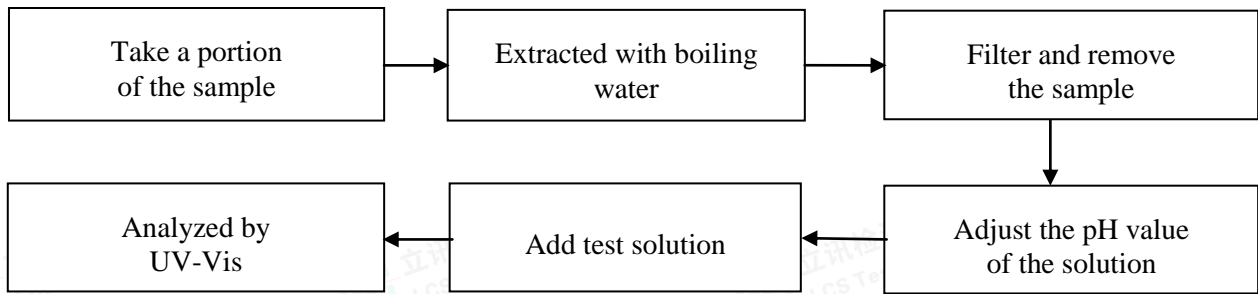 Take a portion
of the sample
Extracted with boiling
water
Filter and remove
the sample
Adjust the pH value
of the solution
Add test solution
Analyzed by
UV-Vis